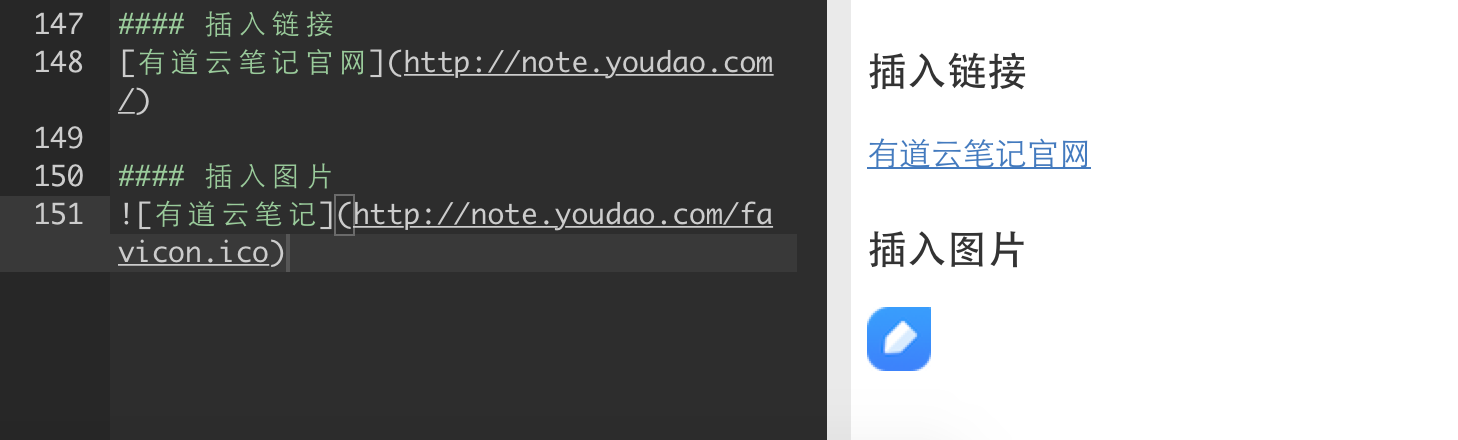 147 #### 插入链接
148 [有道云笔记官网](http://note.youdao.com
/)
149
150 #### 插入图片
151 ![有道云笔记](http://note.youdao.com/fa
vicon.ico)
插入链接
有道云笔记官网
插入图片